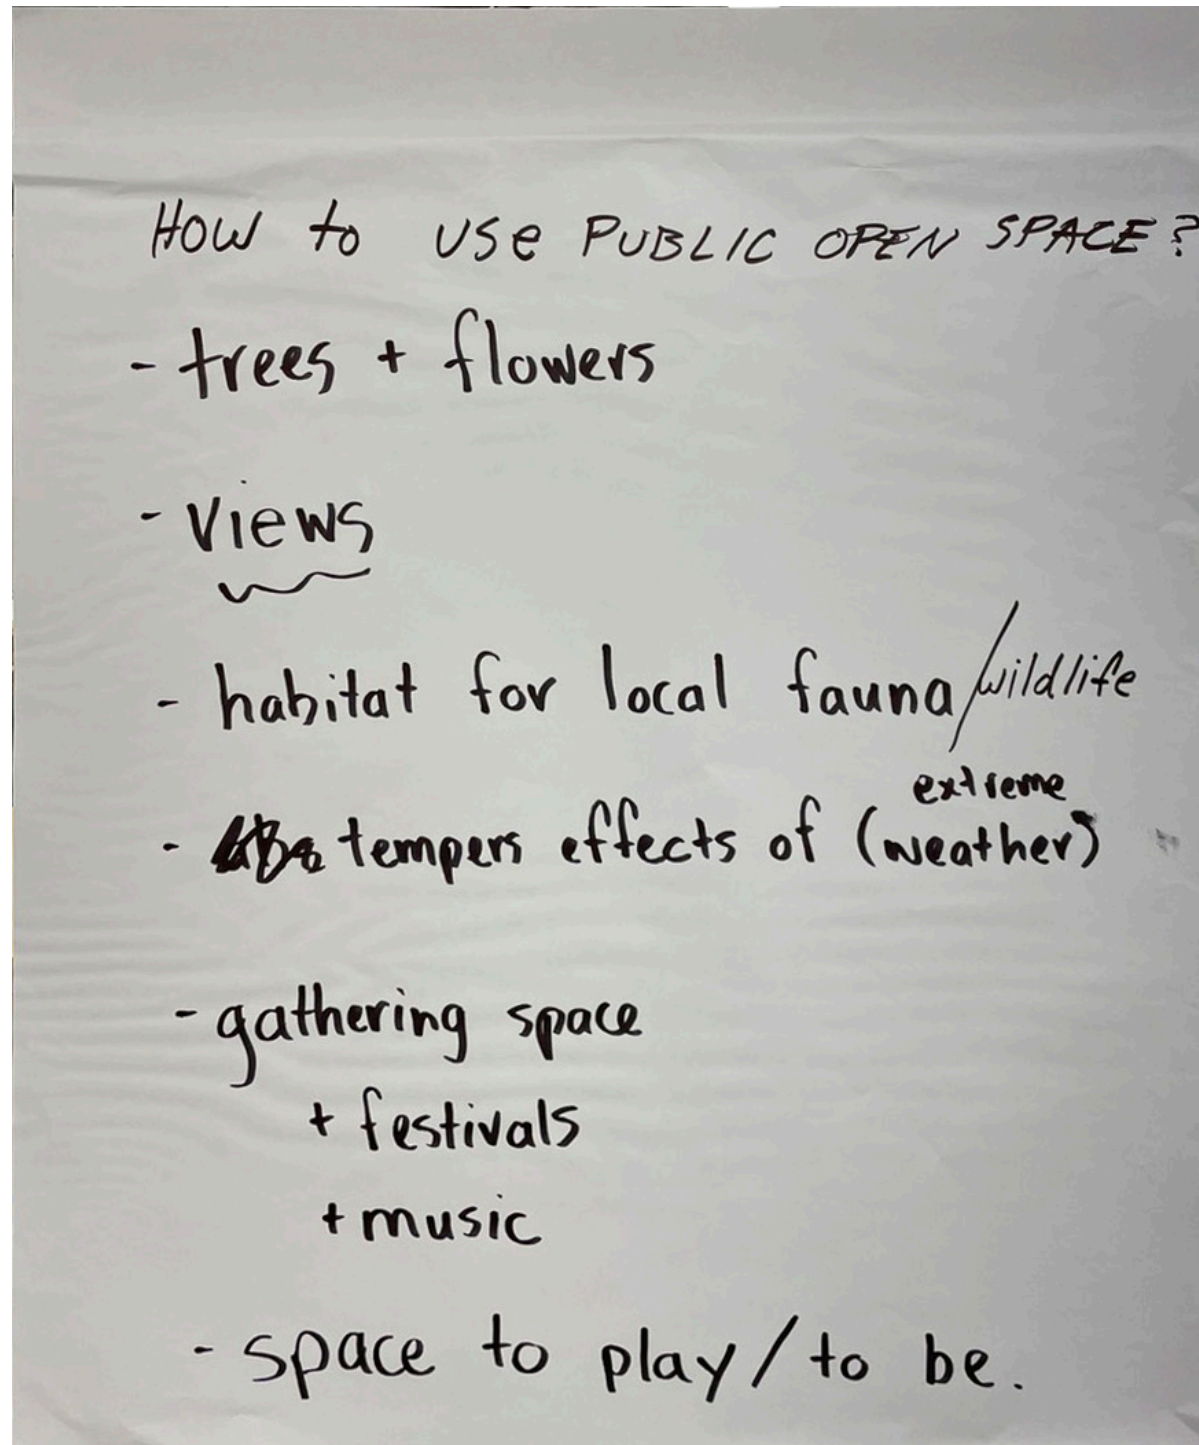 HOW to USe PUBLIC OPEN SPACE?
- trees + flowers
- views
- habitat for local fauna/wildlife
extreme
- tempers effects of (weather)
- gathering space
+ festivals
+ music
- space to play/to be.